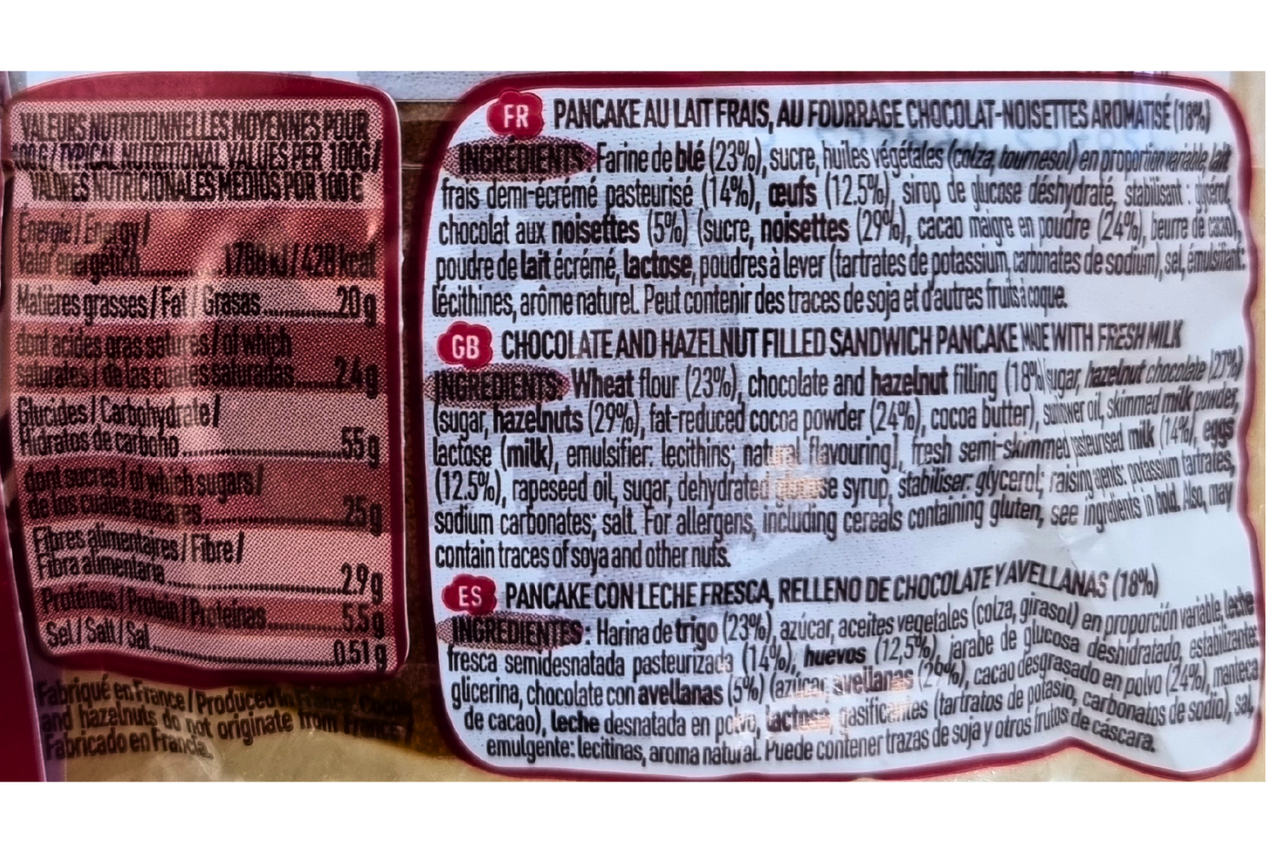 VALEURS NUTRITIONNELLES MOYENNES POUR
100 G / TYPICAL NUTRITIONAL VALUES PER 100G /
VALORES NUTRICIONALES MEDIOS POR 100 G
Énergie / Energy /
Valor energético 1788 kJ / 428 kcal
Matières grasses / Fat / Grasas 20 g
dont acides gras saturés / of which
saturates / de las cuales saturadas 2.4 g
Glucides / Carbohydrate /
Hidratos de carbono 55 g
dont sucres / of which sugars /
de los cuales azúcares 25 g
Fibres alimentaires / Fibre /
Fibra alimentaria 2.9 g
Protéines / Protein / Proteínas 5.5 g
Sel / Salt / Sal 0.51 g
Fabriqué en France / Produced in France. Cocoa
and hazelnuts do not originate from France /
Fabricado en Francia.
FR PANCAKE AU LAIT FRAIS, AU FOURRAGE CHOCOLAT-NOISETTES AROMATISÉ (18%)
INGRÉDIENTS: Farine de blé (23%), sucre, huiles végétales (colza, tournesol) en proportion variable, lait
frais demi-écrémé pasteurisé (14%), œufs (12.5%), sirop de glucose déshydraté, stabilisant : glycérol,
chocolat aux noisettes (5%) (sucre, noisettes (29%), cacao maigre en poudre (24%), beurre de cacao),
poudre de lait écrémé, lactose, poudres à lever (tartrates de potassium, carbonates de sodium), sel, émulsifiant:
lécithines, arôme naturel. Peut contenir des traces de soja et d'autres fruits à coque.
GB CHOCOLATE AND HAZELNUT FILLED SANDWICH PANCAKE MADE WITH FRESH MILK
INGREDIENTS: Wheat flour (23%), chocolate and hazelnut filling (18%) [sugar, hazelnut chocolate (27%)
(sugar, hazelnuts (29%), fat-reduced cocoa powder (24%), cocoa butter), sunflower oil, skimmed milk powder,
lactose (milk), emulsifier: lecithins; natural flavouring], fresh semi-skimmed pasteurised milk (14%), eggs
(12.5%), rapeseed oil, sugar, dehydrated glucose syrup, stabiliser: glycerol; raising agents: potassium tartrates,
sodium carbonates; salt. For allergens, including cereals containing gluten, see ingredients in bold. Also, may
contain traces of soya and other nuts.
ES PANCAKE CON LECHE FRESCA, RELLENO DE CHOCOLATE Y AVELLANAS (18%)
INGREDIENTES: Harina de trigo (23%), azúcar, aceites vegetales (colza, girasol) en proporción variable, leche
fresca semidesnatada pasteurizada (14%), huevos (12,5%), jarabe de glucosa deshidratado, estabilizante:
glicerina, chocolate con avellanas (5%) (azúcar, avellanas (29%), cacao desgrasado en polvo (24%), manteca
de cacao), leche desnatada en polvo, lactosa, gasificantes (tartratos de potasio, carbonatos de sodio), sal,
emulgente: lecitinas, aroma natural. Puede contener trazas de soja y otros frutos de cáscara.